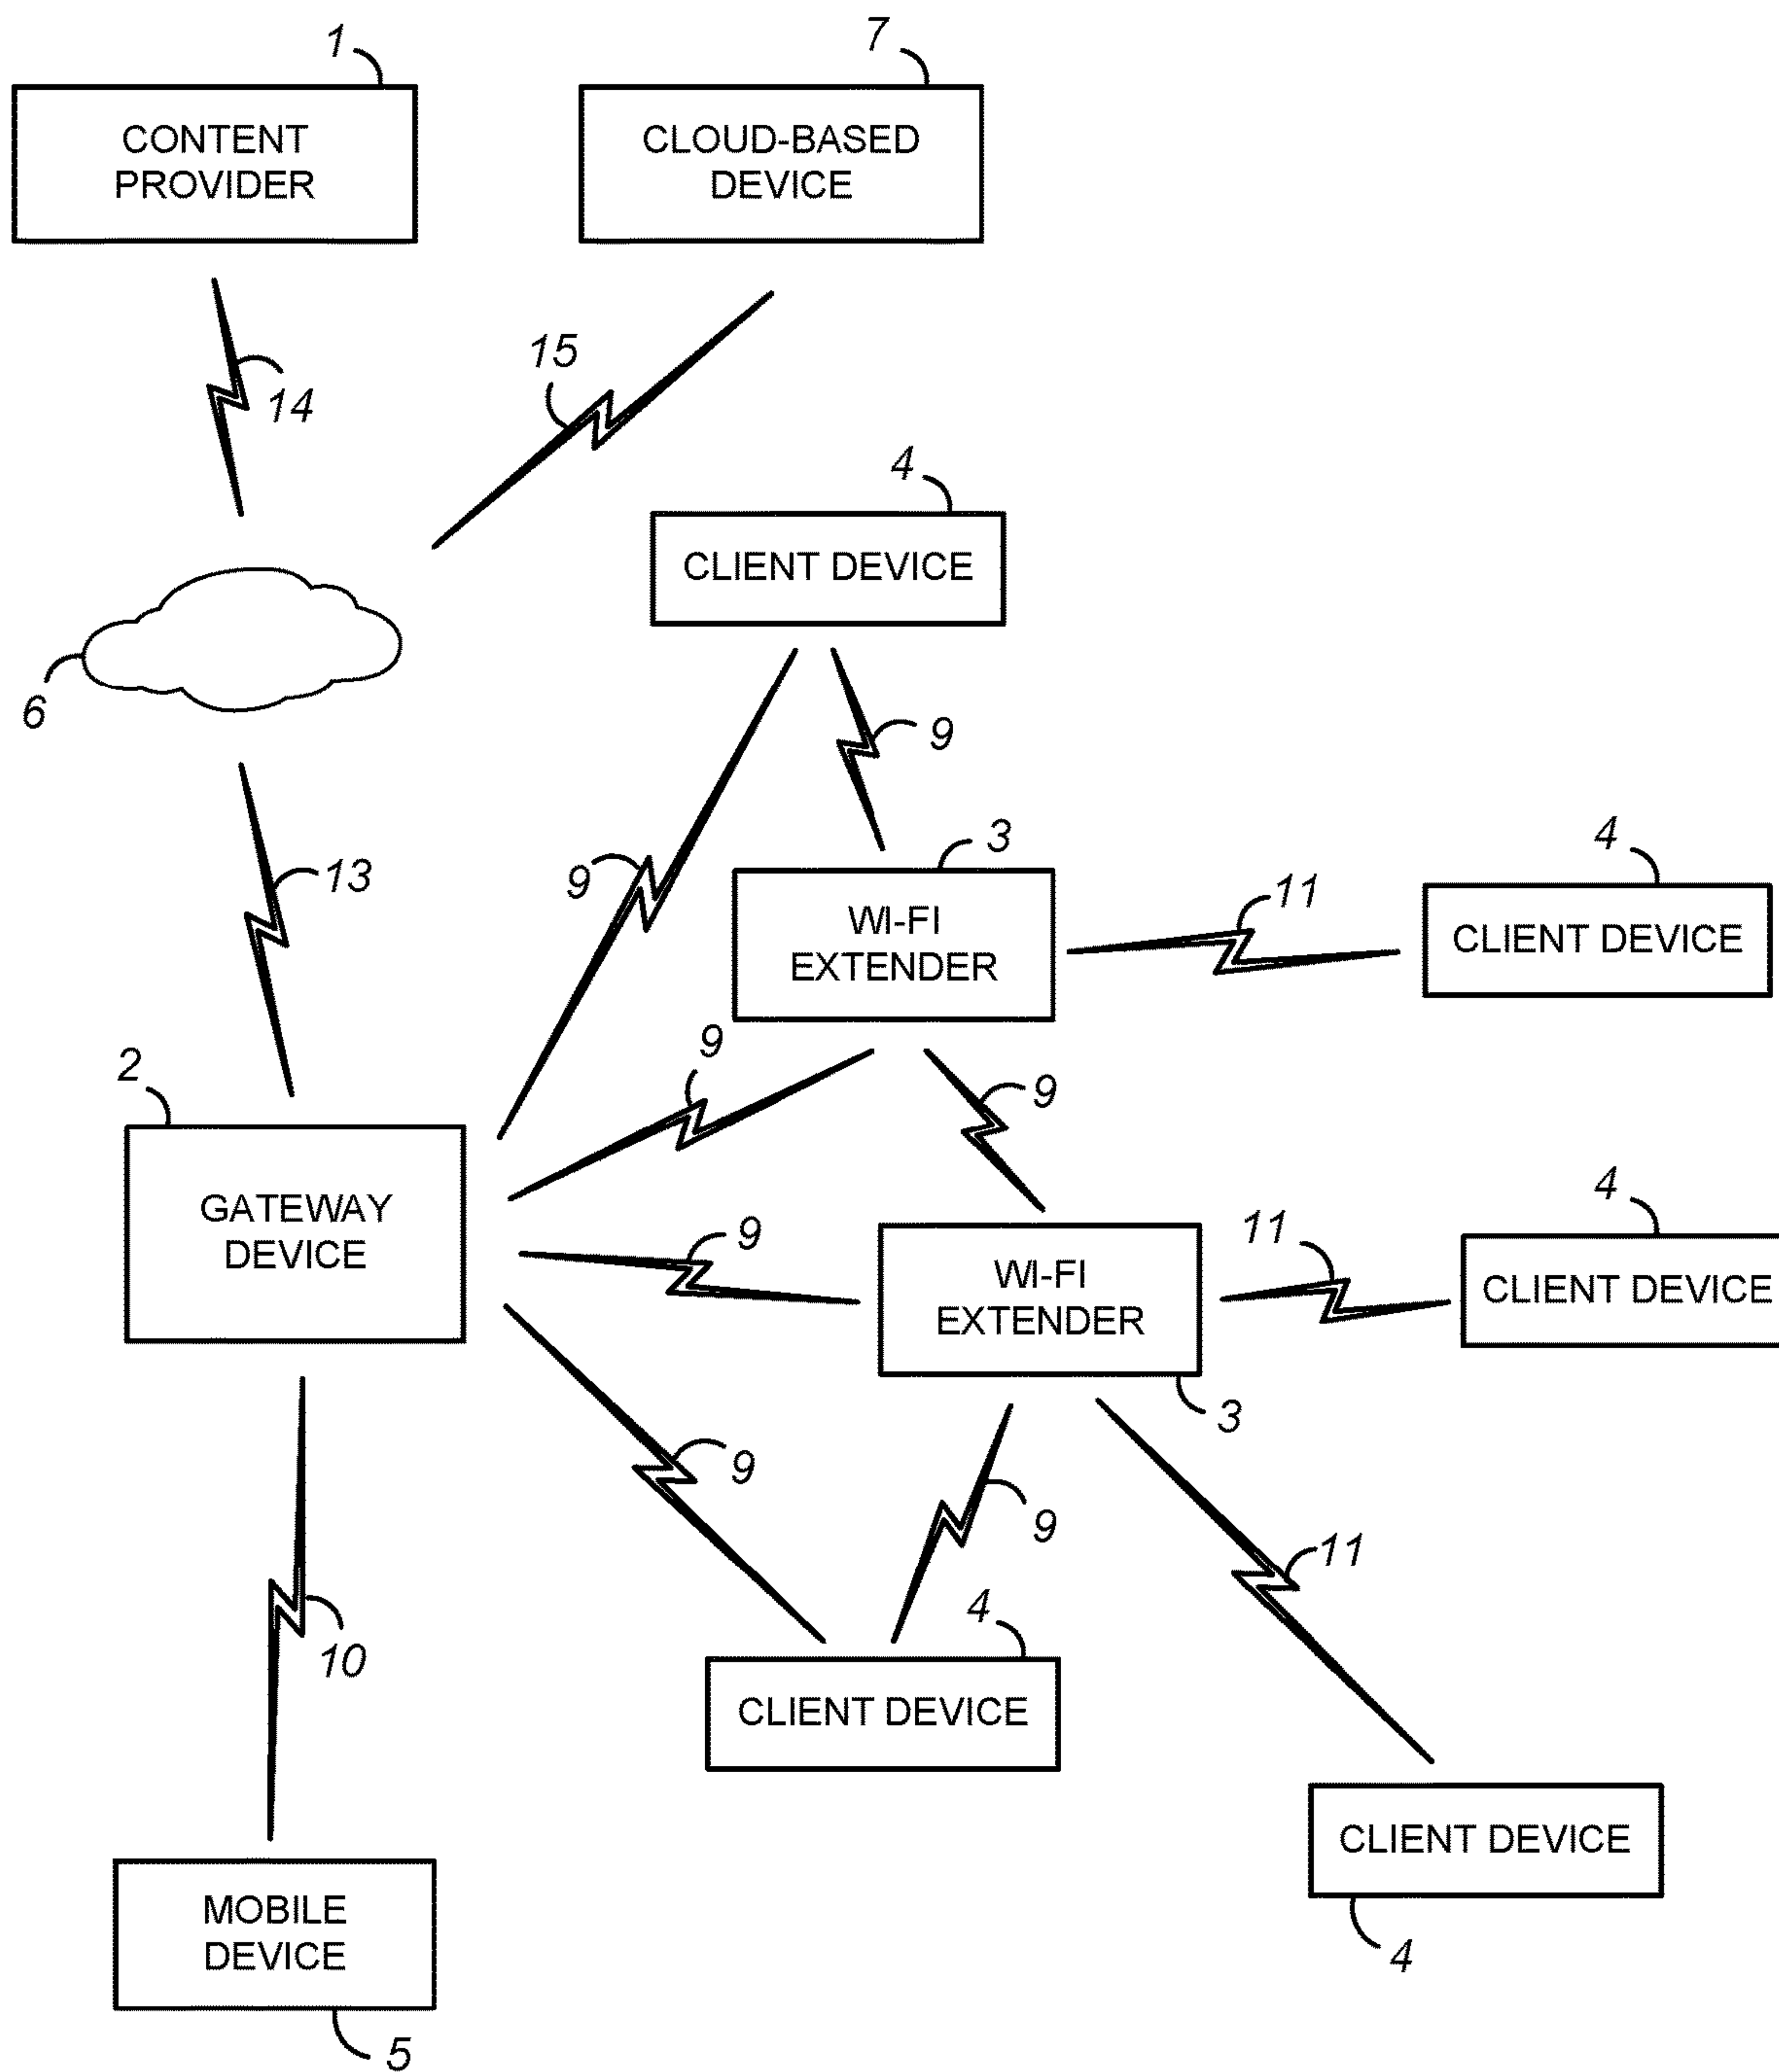 1
7
CONTENT
PROVIDER
CLOUD-BASED
DEVICE
14
15
4
CLIENT DEVICE
6
9
13
9
3
WI-FI
EXTENDER
11
4
CLIENT DEVICE
2
9
9
GATEWAY
DEVICE
9
WI-FI
EXTENDER
3
11
4
CLIENT DEVICE
9
9
11
10
4
CLIENT DEVICE
CLIENT DEVICE
4
MOBILE
DEVICE
5